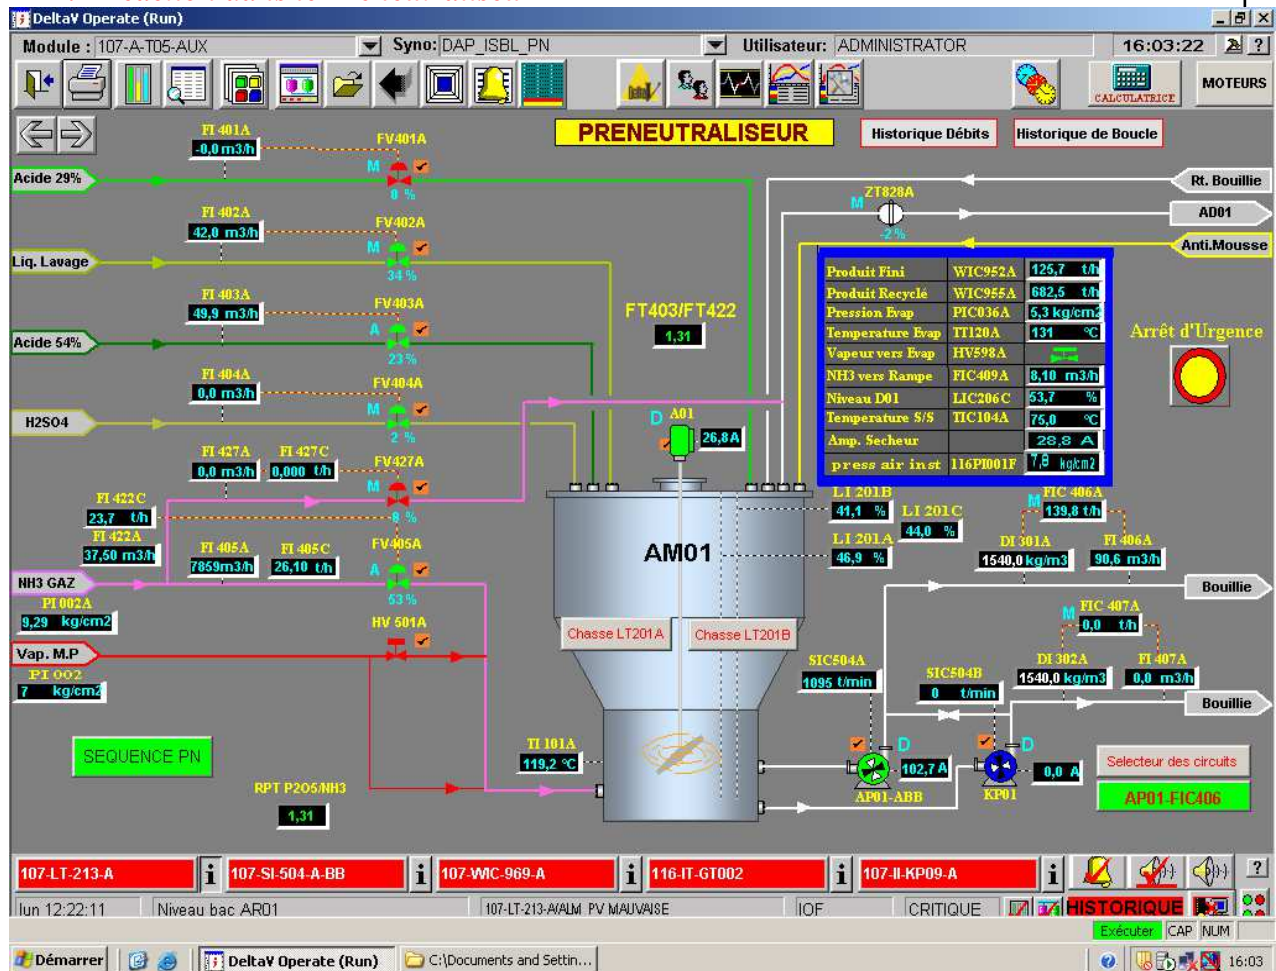 DeltaV Operate (Run)
Module : 107-A-T05-AUX Syno: DAP_ISBL_PN Utilisateur: ADMINISTRATOR 16:03:22 ?
CALCULATRICE MOTEURS
PRENEUTRALISEUR Historique Débits Historique de Boucle
FI 401A
-0,0 m3/h
FV401A
M
0 %
Acide 29%
FI 402A
42,0 m3/h
FV402A
M
34 %
Liq. Lavage
FI 403A
49,9 m3/h
FV403A
A
23 %
Acide 54%
FI 404A
0,0 m3/h
FV404A
M
2 %
H2SO4
FI 427A FI 427C
0,0 m3/h 0,000 t/h
FV427A
M
FI 422C
23,7 t/h
FI 422A
37,50 m3/h
FI 405A FI 405C
7859m3/h 26,10 t/h
FV405A
A
53 %
NH3 GAZ
PI 002A
9,29 kg/cm2
HV 501A
Vap. M.P
PI 002
7 kg/cm2
SEQUENCE PN
RPT P2O5/NH3
1,31
TI 101A
119,2 °C
FT403/FT422
1,31
D A01
26,8 A
AM01
Chasse LT201A Chasse LT201B
ZT828A
M
-2 %
Rt. Bouillie
AD01
Anti.Mousse
Produit Fini WIC952A 125,7 t/h
Produit Recyclé WIC955A 682,5 t/h
Pression Evap PIC036A 5,3 kg/cm2
Temperature Evap TT120A 131 °C
Vapeur vers Evap HV598A
NH3 vers Rampe FIC409A 8,10 m3/h
Niveau D01 LIC206C 53,7 %
Temperature S/S TIC104A 75,0 °C
Amp. Secheur 28,8 A
press air inst 116PI001F 7,8 kg/cm2
Arrêt d'Urgence
LI 201B
41,1 %
LI 201C
44,0 %
LI 201A
46,9 %
FIC 406A
M 139,8 t/h
DI 301A FI 406A
1540,0 kg/m3 90,6 m3/h
Bouillie
FIC 407A
M 0,0 t/h
DI 302A FI 407A
1540,0 kg/m3 0,0 m3/h
Bouillie
SIC504A
1095 t/min
SIC504B
0 t/min
D 102,7 A
AP01-ABB
D 0,0 A
KP01
Selecteur des circuits
AP01-FIC406
107-LT-213-A i 107-SI-504-A-BB i 107-WIC-969-A i 116-IT-GT002 i 107-II-KP09-A i ?
lun 12:22:11 Niveau bac AR01 107-LT-213-A/ALM PV MAUVAISE IOF CRITIQUE HISTORIQUE
Exécuter CAP NUM
Démarrer DeltaV Operate (Run) C:\Documents and Settin... 16:03